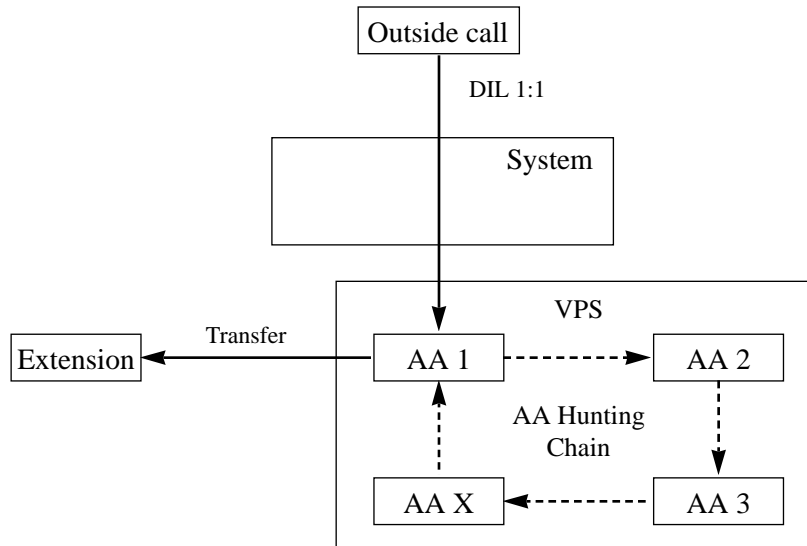 Outside call
DIL 1:1
System
VPS
Transfer
Extension
AA 1
AA 2
AA Hunting
Chain
AA X
AA 3